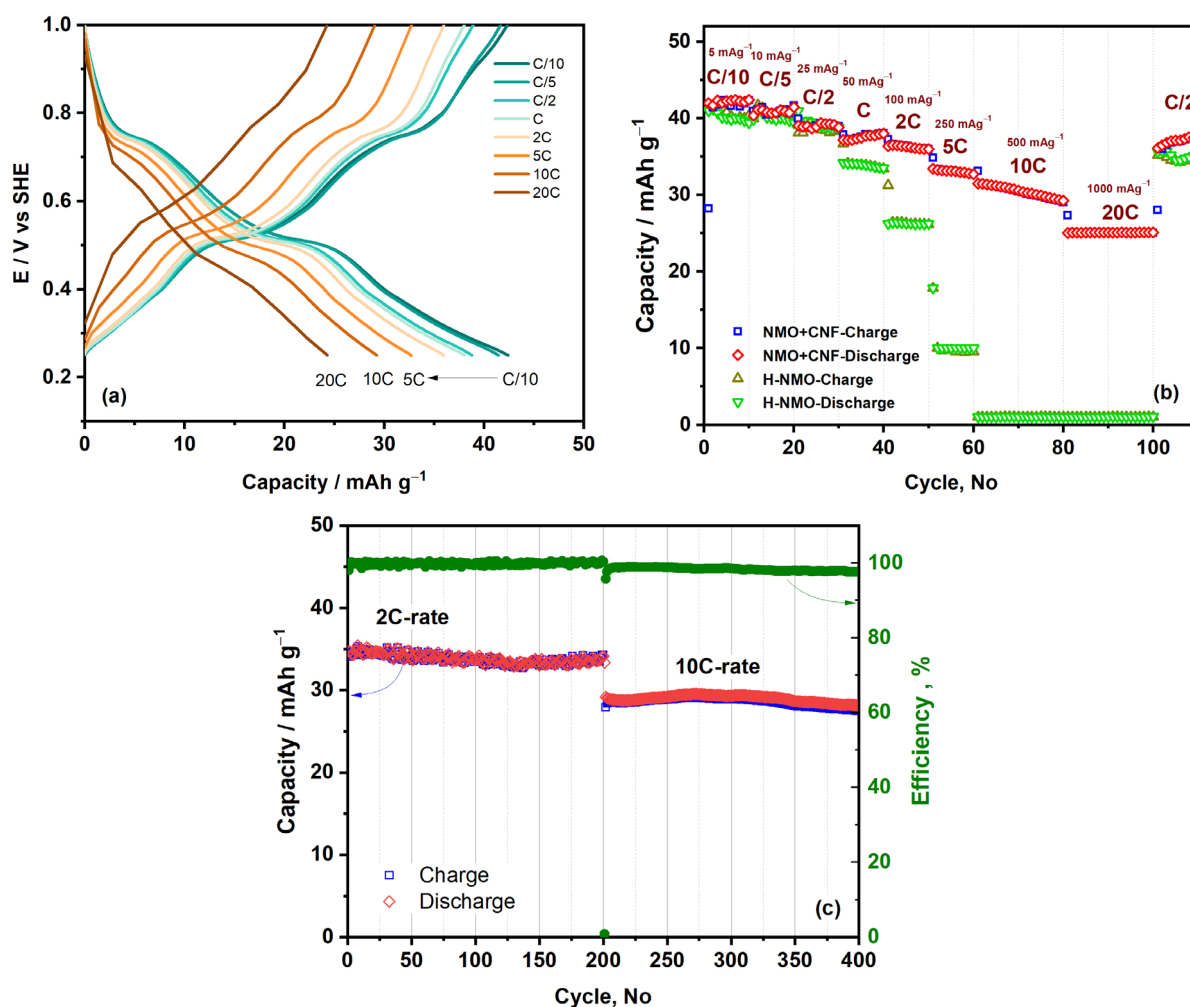 1.0
0.8
0.6
0.4
0.2
E / V vs SHE
C/10
C/5
C/2
C
2C
5C
10C
20C
20C 10C 5C C/10
(a)
0 10 20 30 40 50
Capacity / mAh g⁻¹
50
40
30
20
10
0
Capacity / mAh g⁻¹
5 mAg⁻¹ 10 mAg⁻¹ 25 mAg⁻¹ 50 mAg⁻¹ 100 mAg⁻¹ 250 mAg⁻¹ 500 mAg⁻¹ 1000 mAg⁻¹
C/10 C/5 C/2 C 2C 5C 10C 20C C/2
NMO+CNF-Charge
NMO+CNF-Discharge
H-NMO-Charge
H-NMO-Discharge
(b)
0 20 40 60 80 100
Cycle, No
50
40
30
20
10
0
Capacity / mAh g⁻¹
2C-rate
10C-rate
Charge
Discharge
(c)
100
80
60
40
20
0
Efficiency , %
0 50 100 150 200 250 300 350 400
Cycle, No